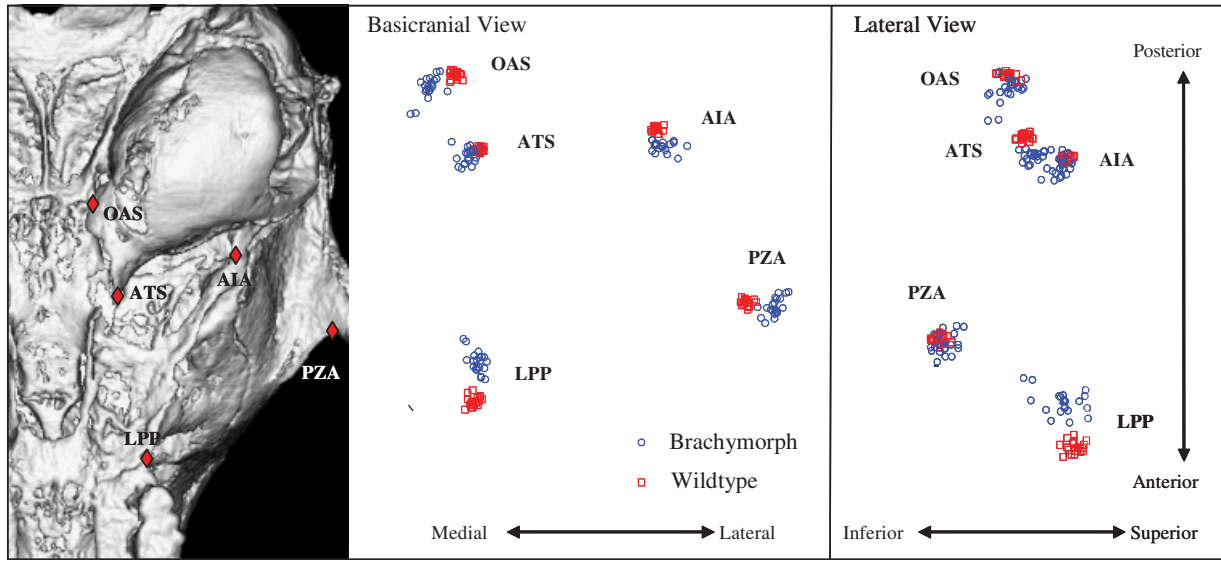 OAS
ATS
AIA
PZA
LPP
Basicranial View
OAS
ATS
AIA
PZA
LPP
Brachymorph
Wildtype
Medial
Lateral
Lateral View
Posterior
OAS
ATS
AIA
PZA
LPP
Anterior
Inferior
Superior